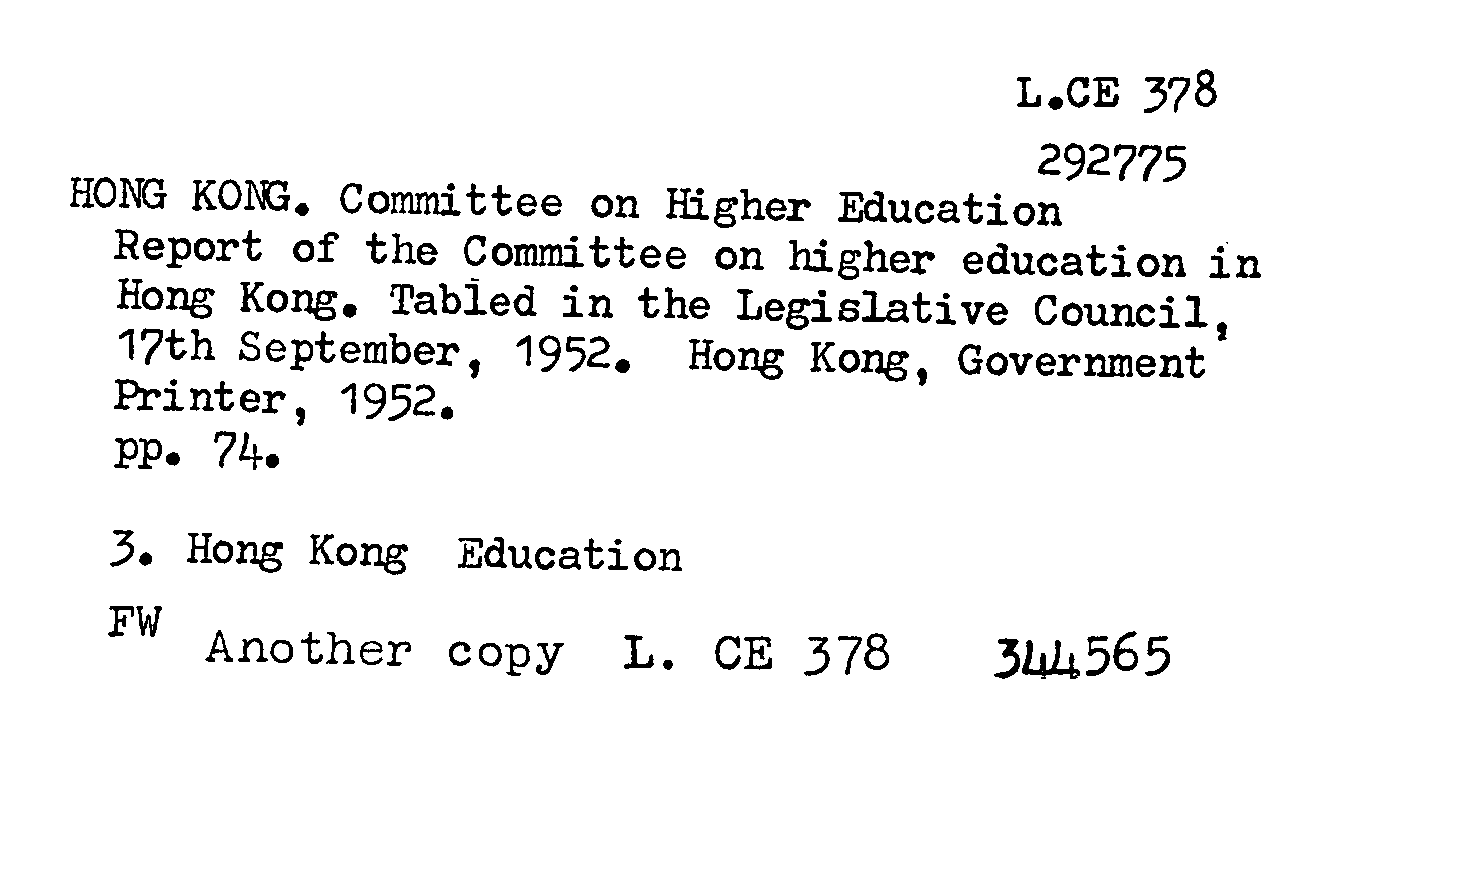 L.CE 378
292775
HONG KONG. Committee on Higher Education
Report of the Committee on higher education in
Hong Kong. Tabled in the Legislative Council,
17th September, 1952. Hong Kong, Government
Printer, 1952.
pp. 74.
3. Hong Kong Education
FW
Another copy L. CE 378 344565